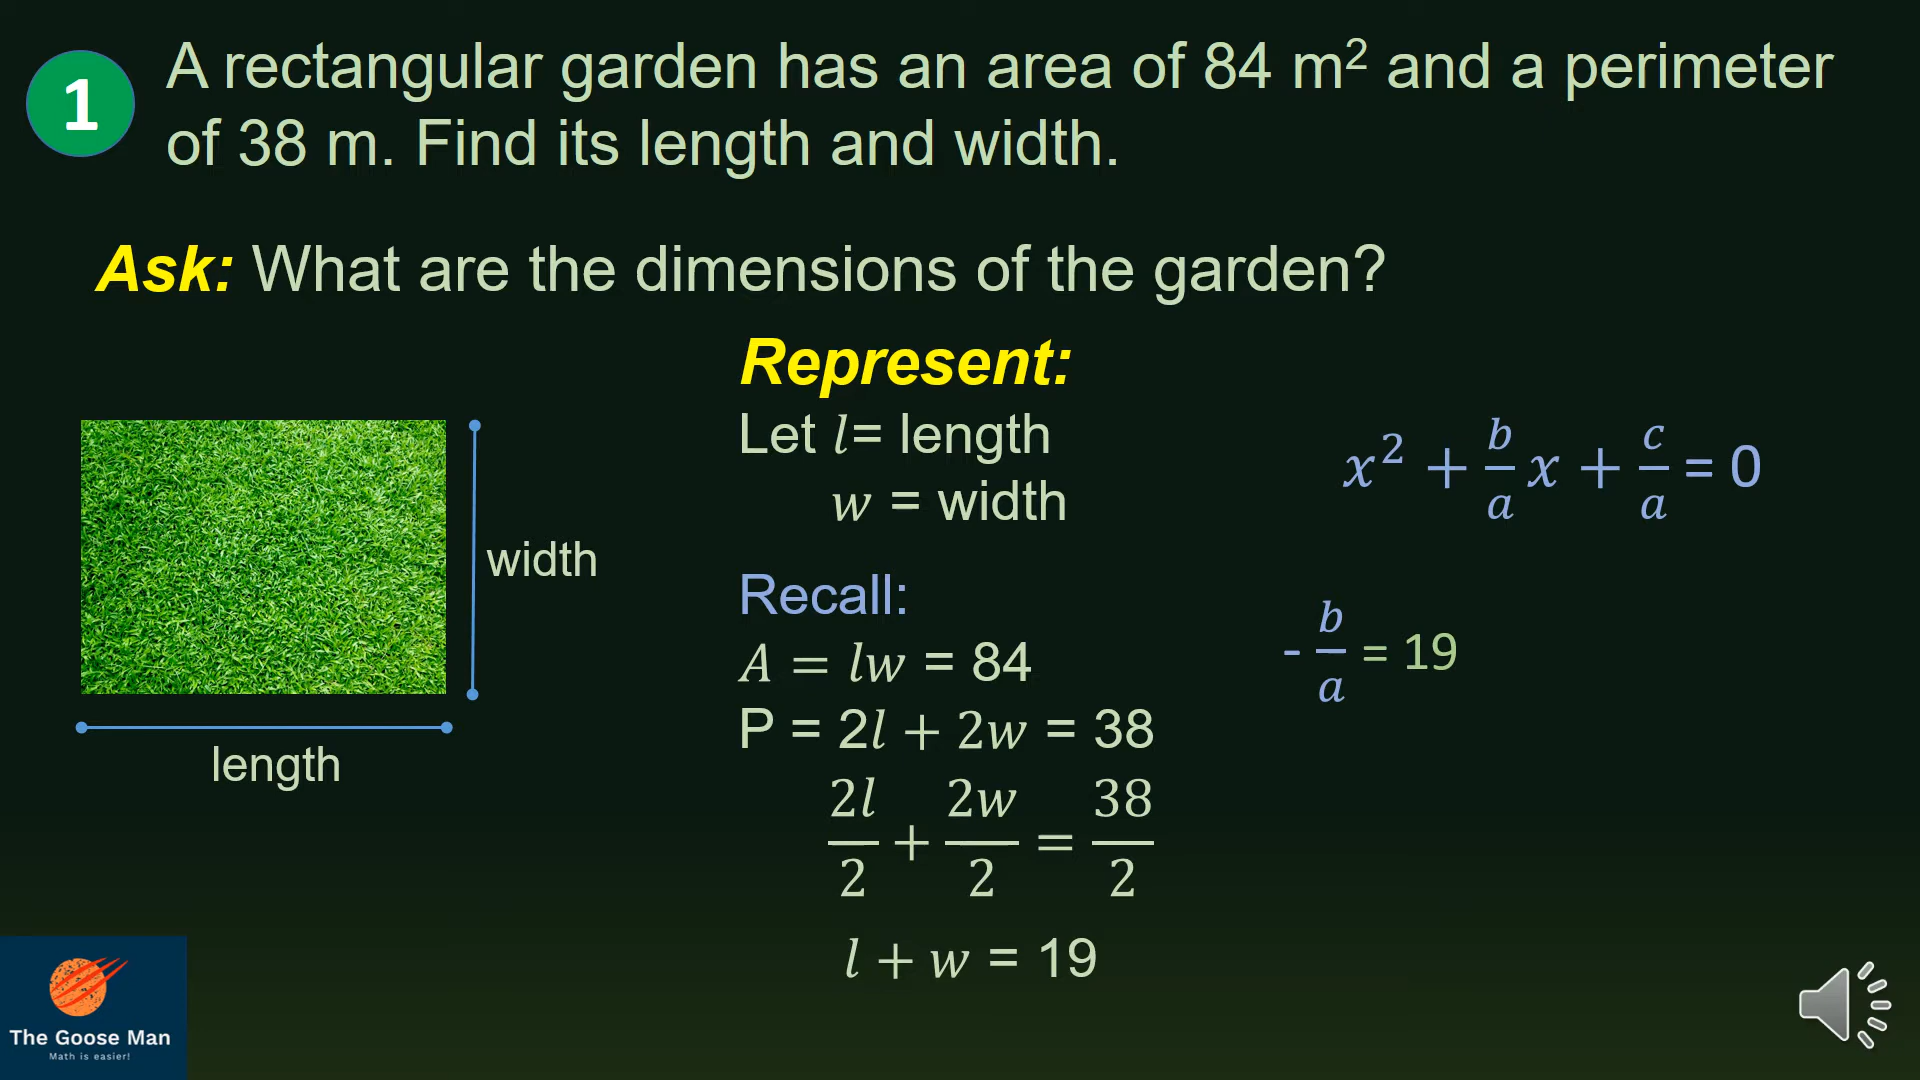 1
A rectangular garden has an area of 84 m² and a perimeter
of 38 m. Find its length and width.
Ask: What are the dimensions of the garden?
width
length
Represent:
Let l= length
w = width
Recall:
A = lw = 84
P = 2l + 2w = 38
2l/2 + 2w/2 = 38/2
l + w = 19
x² + b/a x + c/a = 0
- b/a = 19
The Goose Man
Math is easier!